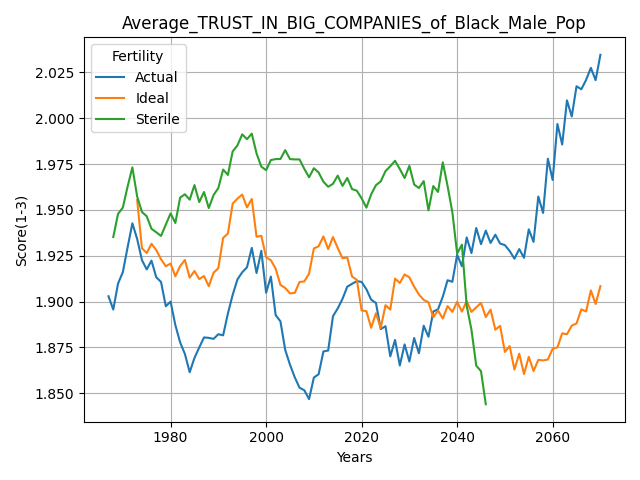 Average_TRUST_IN_BIG_COMPANIES_of_Black_Male_Pop
Fertility
Actual
Ideal
Sterile
Score(1-3)
2.025
2.000
1.975
1.950
1.925
1.900
1.875
1.850
1980
2000
2020
2040
2060
Years